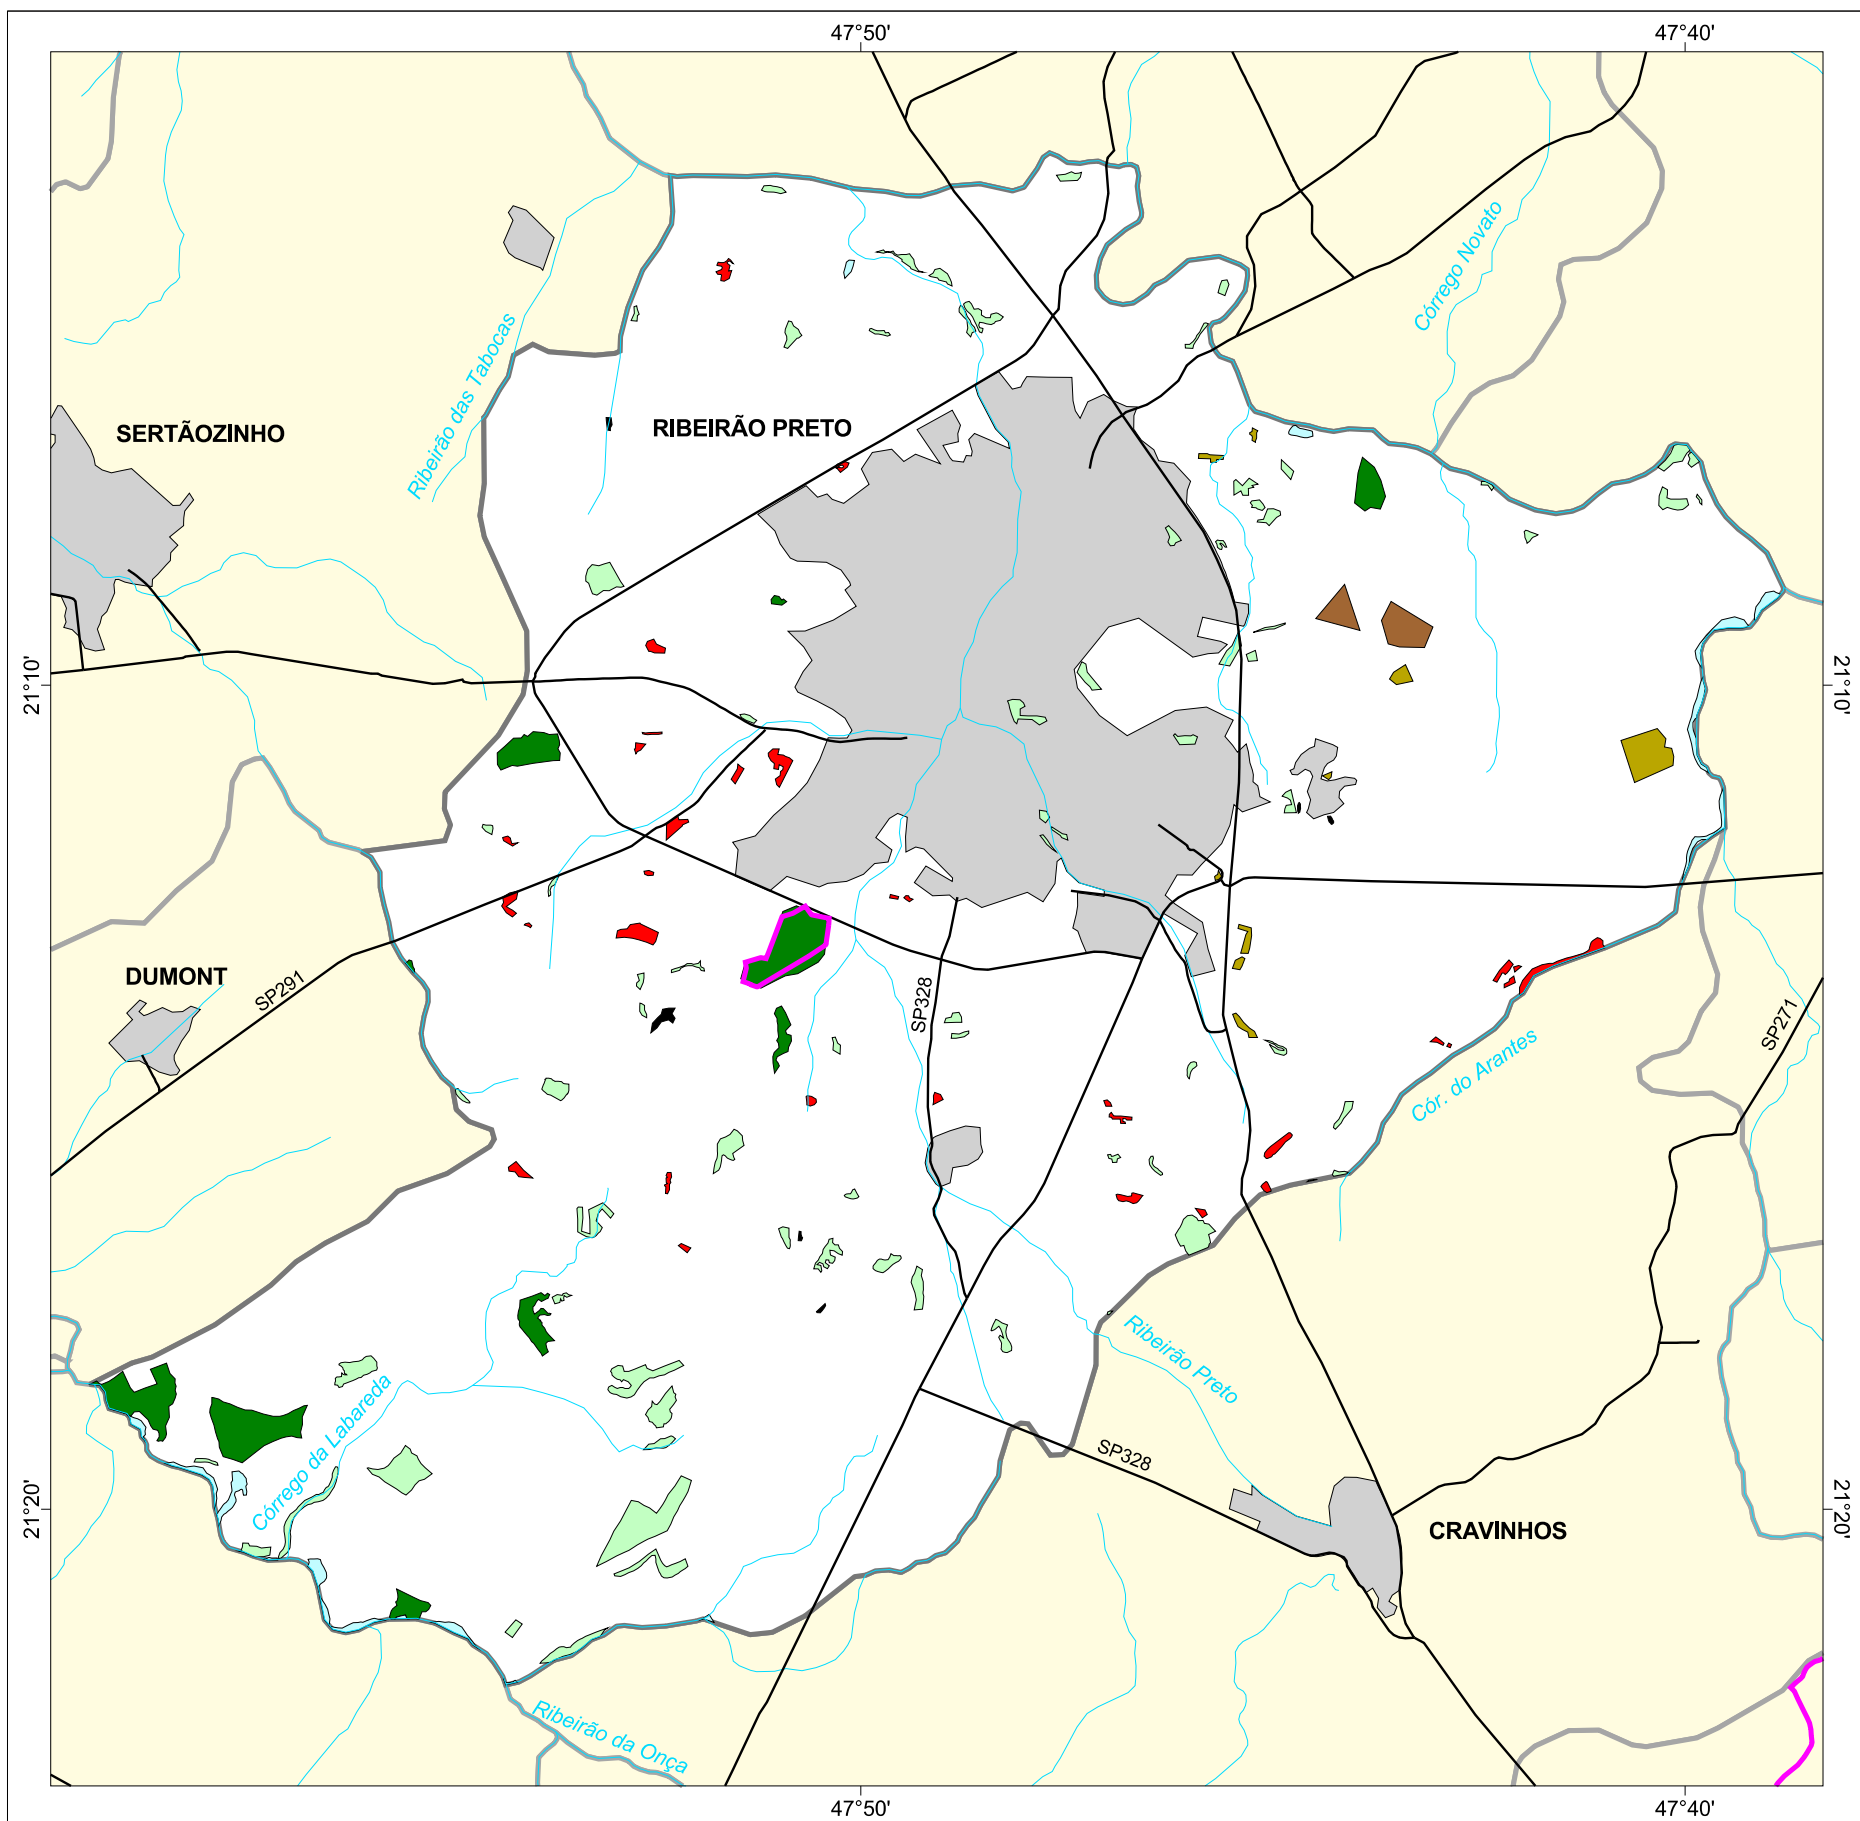 47°50'
47°40'
Córrego Novato
Ribeirão das Tabocas
SERTÃOZINHO
RIBEIRÃO PRETO
21°10'
21°10'
DUMONT
SP291
SP328
SP271
Cór. do Arantes
Ribeirão Preto
Córrego da Labareda
SP328
21°20'
21°20'
CRAVINHOS
Ribeirão da Onça
47°50'
47°40'